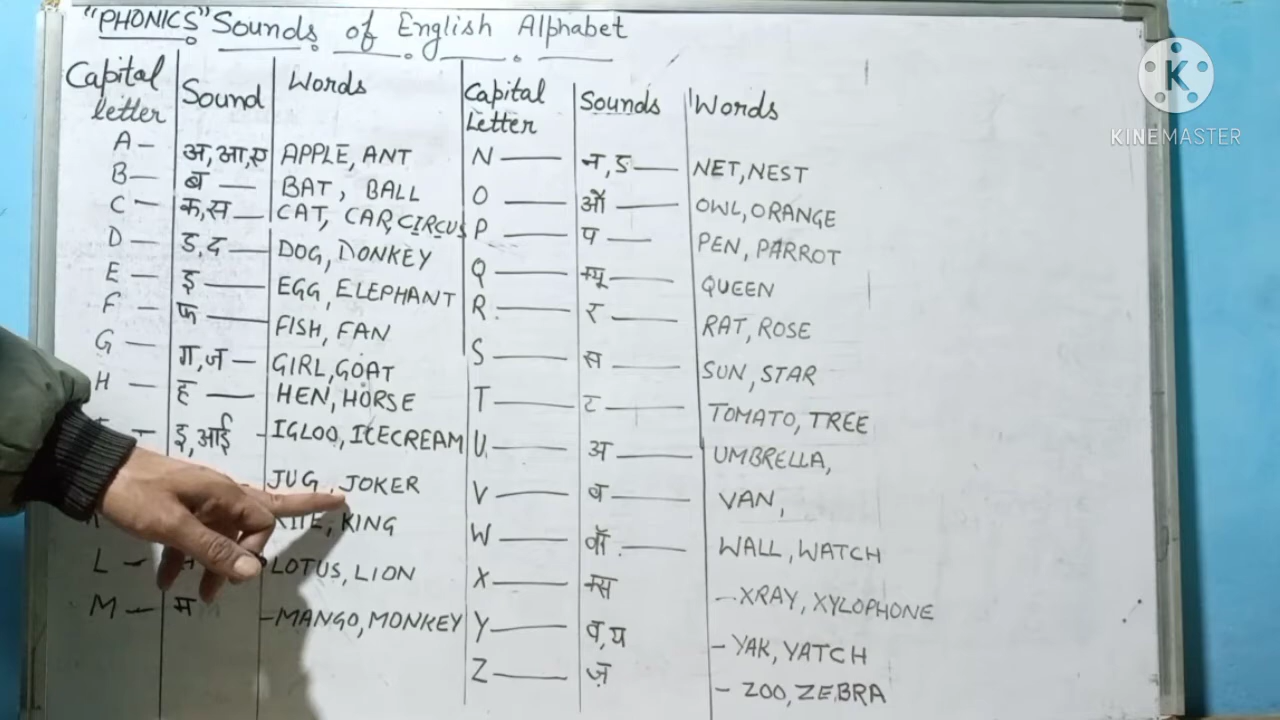 "PHONICS" Sounds of English Alphabet
Capital letter Sound Words
A - अ,आ,ए APPLE, ANT
B - ब - BAT, BALL
C - क,स - CAT, CAR, CIRCUS
D - ड,द - DOG, DONKEY
E - इ - EGG, ELEPHANT
F - फ - FISH, FAN
G - ग,ज - GIRL, GOAT
H - ह - HEN, HORSE
इ,आई - IGLOO, ICECREAM
JUG, JOKER
KING
L - LOTUS, LION
M - म - MANGO, MONKEY
Capital Letter Sounds Words
N - न, ड - NET, NEST
O - ऑ - OWL, ORANGE
P - प - PEN, PARROT
Q - QUEEN
R - र - RAT, ROSE
S - स - SUN, STAR
T - ट - TOMATO, TREE
U - अ - UMBRELLA,
V - व - VAN,
W - वॉ - WALL, WATCH
X - XRAY, XYLOPHONE
Y - व,य - YAK, YATCH
Z - ज़ - ZOO, ZEBRA
K
KINEMASTER